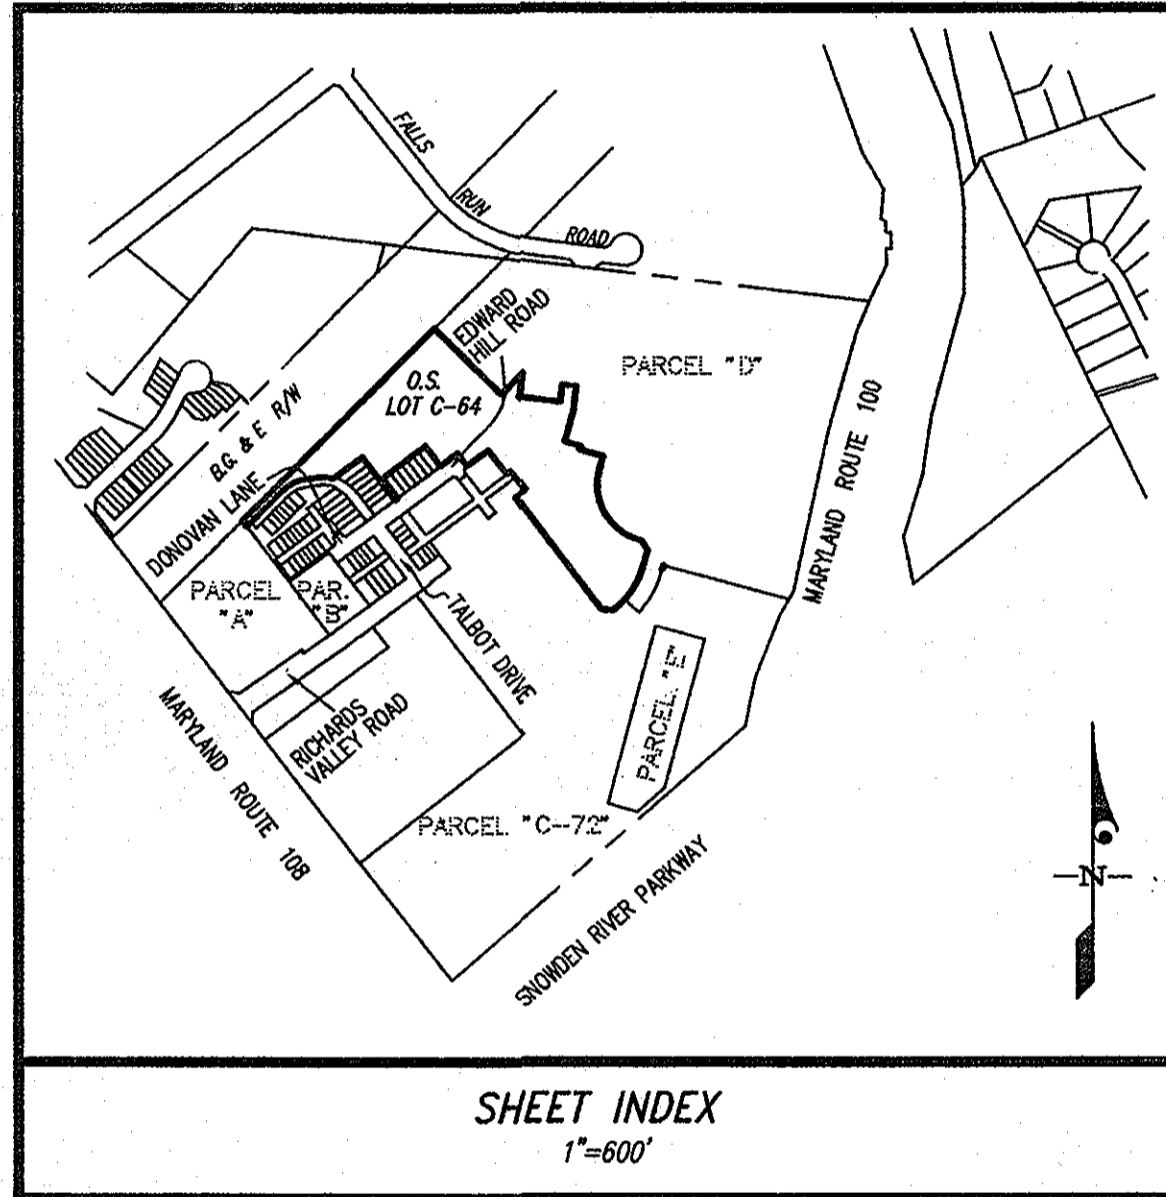 FALLS
RUN
ROAD
EDWARD
HILL ROAD
PARCEL "D"
O.S.
LOT C-64
B.G. & E R/W
MARYLAND ROUTE 100
DONOVAN LANE
PARCEL
"A"
PAR.
"B"
TALBOT DRIVE
RICHARDS
VALLEY ROAD
PARCEL "E"
MARYLAND ROUTE 108
PARCEL "C-72"
SNOWDEN RIVER PARKWAY
N
SHEET INDEX
1"=600'